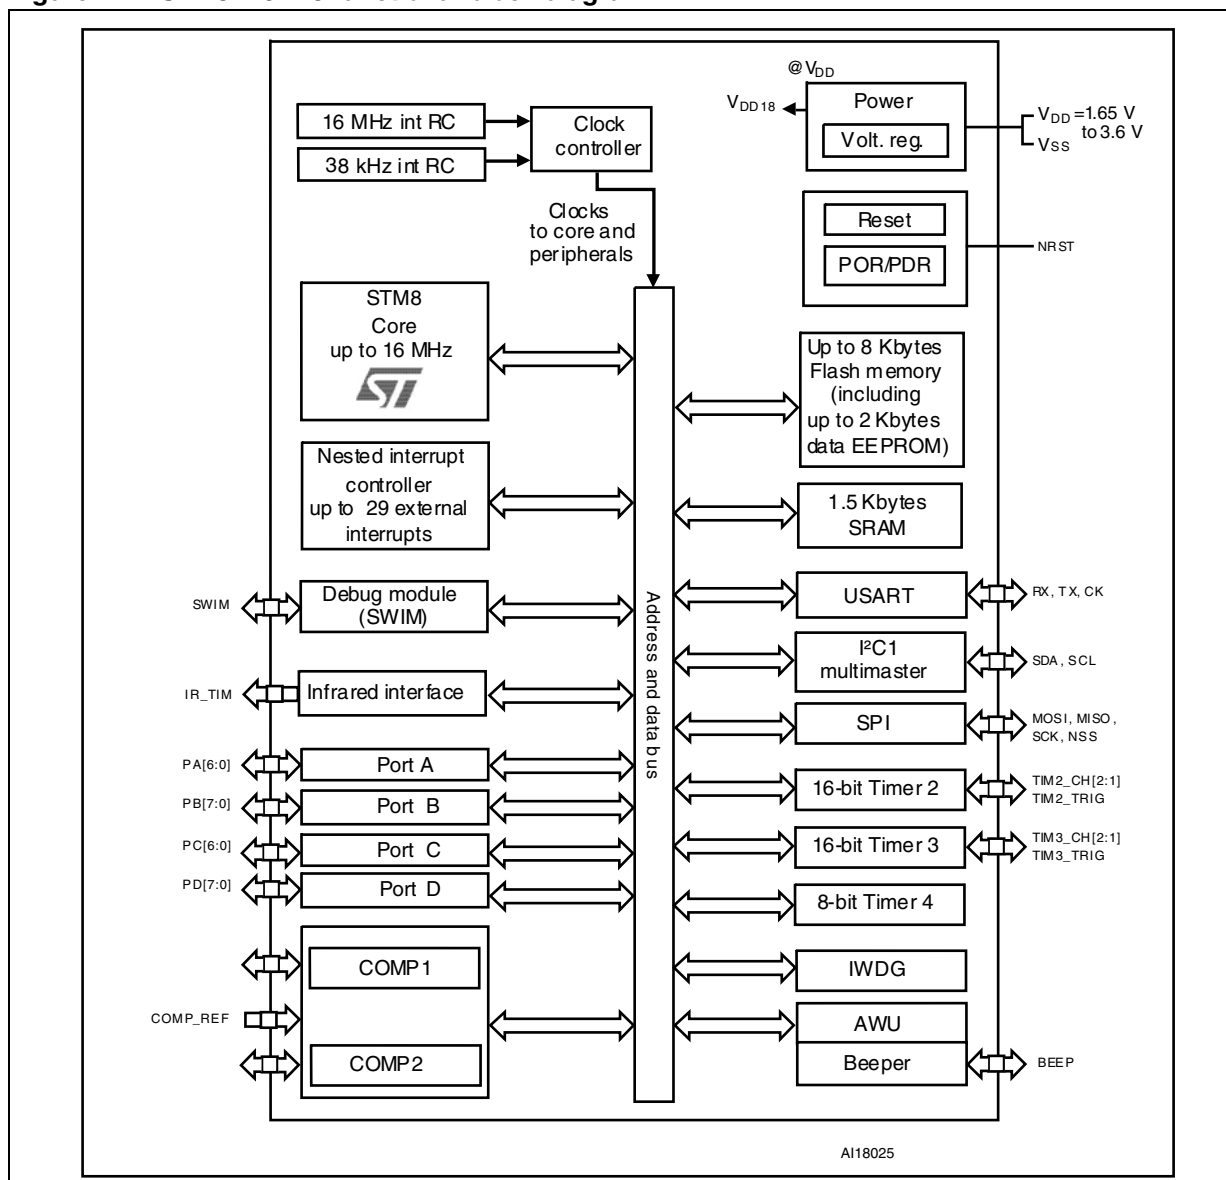 @VDD
VDD18
Power
Volt. reg.
VDD =1.65 V
to 3.6 V
VSS
16 MHz int RC
38 kHz int RC
Clock
controller
Clocks
to core and
peripherals
Reset
POR/PDR
NRST
STM8
Core
up to 16 MHz
ST
Up to 8 Kbytes
Flash memory
(including
up to 2 Kbytes
data EEPROM)
Nested interrupt
controller
up to 29 external
interrupts
1.5 Kbytes
SRAM
SWIM
Debug module
(SWIM)
Address and data bus
USART
RX, TX, CK
I²C1
multimaster
SDA, SCL
IR_TIM
Infrared interface
SPI
MOSI, MISO,
SCK, NSS
PA[6:0]
Port A
16-bit Timer 2
TIM2_CH[2:1]
TIM2_TRIG
PB[7:0]
Port B
PC[6:0]
Port C
16-bit Timer 3
TIM3_CH[2:1]
TIM3_TRIG
PD[7:0]
Port D
8-bit Timer 4
COMP1
IWDG
COMP_REF
AWU
COMP2
Beeper
BEEP
AI18025